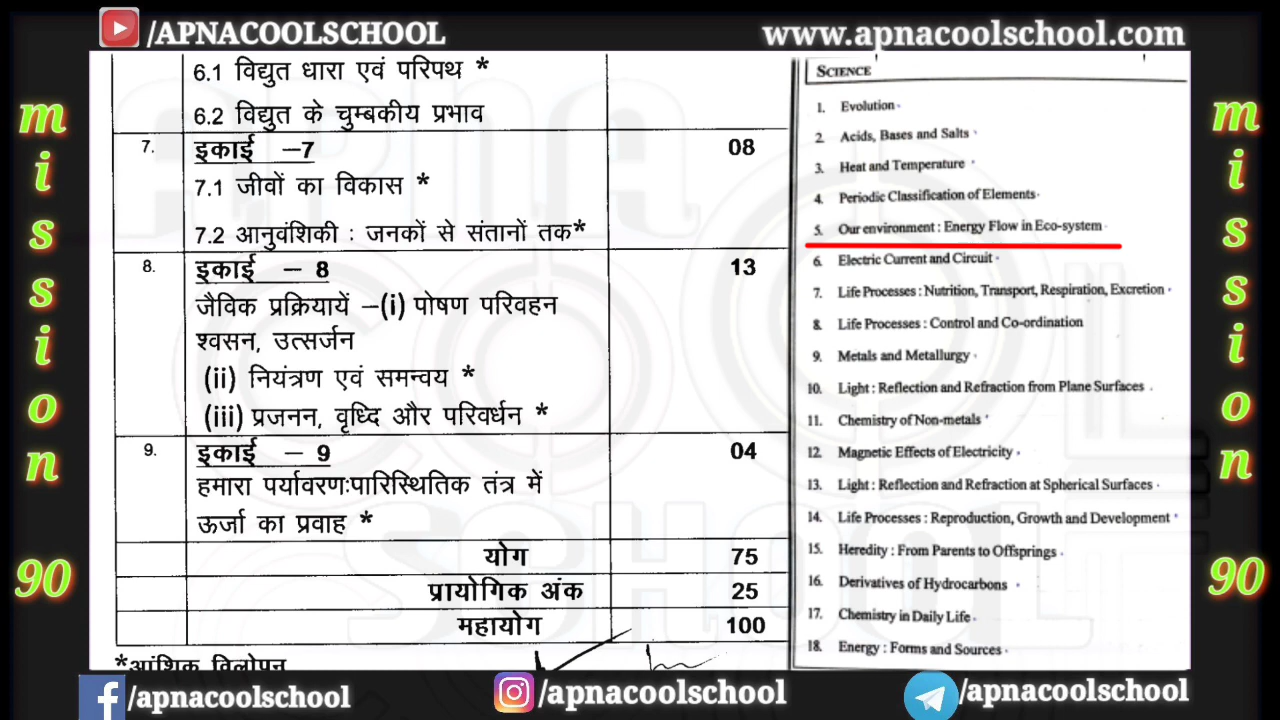 /APNACOOLSCHOOL
www.apnacoolschool.com
mission 90
6.1 विद्युत धारा एवं परिपथ *
6.2 विद्युत के चुम्बकीय प्रभाव
7. इकाई –7 08
7.1 जीवों का विकास *
7.2 आनुवंशिकी : जनकों से संतानों तक*
8. इकाई – 8 13
जैविक प्रक्रियायें –(i) पोषण परिवहन
श्वसन, उत्सर्जन
(ii) नियंत्रण एवं समन्वय *
(iii) प्रजनन, वृध्दि और परिवर्धन *
9. इकाई – 9 04
हमारा पर्यावरणःपारिस्थितिक तंत्र में
ऊर्जा का प्रवाह *
योग 75
प्रायोगिक अंक 25
महायोग 100
*आंशिक विलोपन
SCIENCE
1. Evolution
2. Acids, Bases and Salts
3. Heat and Temperature
4. Periodic Classification of Elements
5. Our environment : Energy Flow in Eco-system
6. Electric Current and Circuit
7. Life Processes : Nutrition, Transport, Respiration, Excretion
8. Life Processes : Control and Co-ordination
9. Metals and Metallurgy
10. Light : Reflection and Refraction from Plane Surfaces
11. Chemistry of Non-metals
12. Magnetic Effects of Electricity
13. Light : Reflection and Refraction at Spherical Surfaces
14. Life Processes : Reproduction, Growth and Development
15. Heredity : From Parents to Offsprings
16. Derivatives of Hydrocarbons
17. Chemistry in Daily Life
18. Energy : Forms and Sources
mission 90
/apnacoolschool
/apnacoolschool
/apnacoolschool
APNA
COOL
SCHOOL